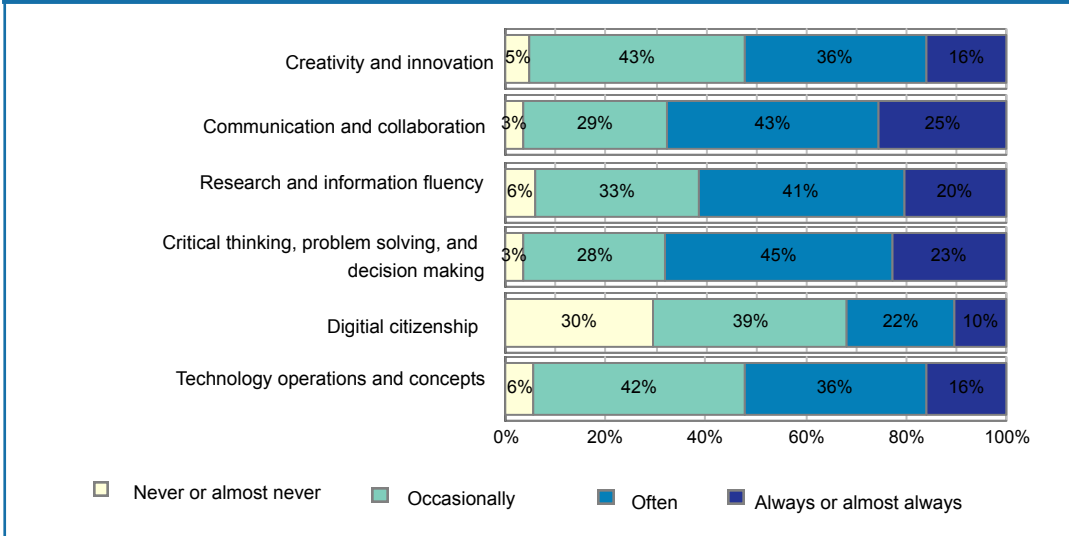 Creativity and innovation 5% 43% 36% 16%
Communication and collaboration 3% 29% 43% 25%
Research and information fluency 6% 33% 41% 20%
Critical thinking, problem solving, and
decision making 3% 28% 45% 23%
Digitial citizenship 30% 39% 22% 10%
Technology operations and concepts 6% 42% 36% 16%
0% 20% 40% 60% 80% 100%
Never or almost never Occasionally Often Always or almost always